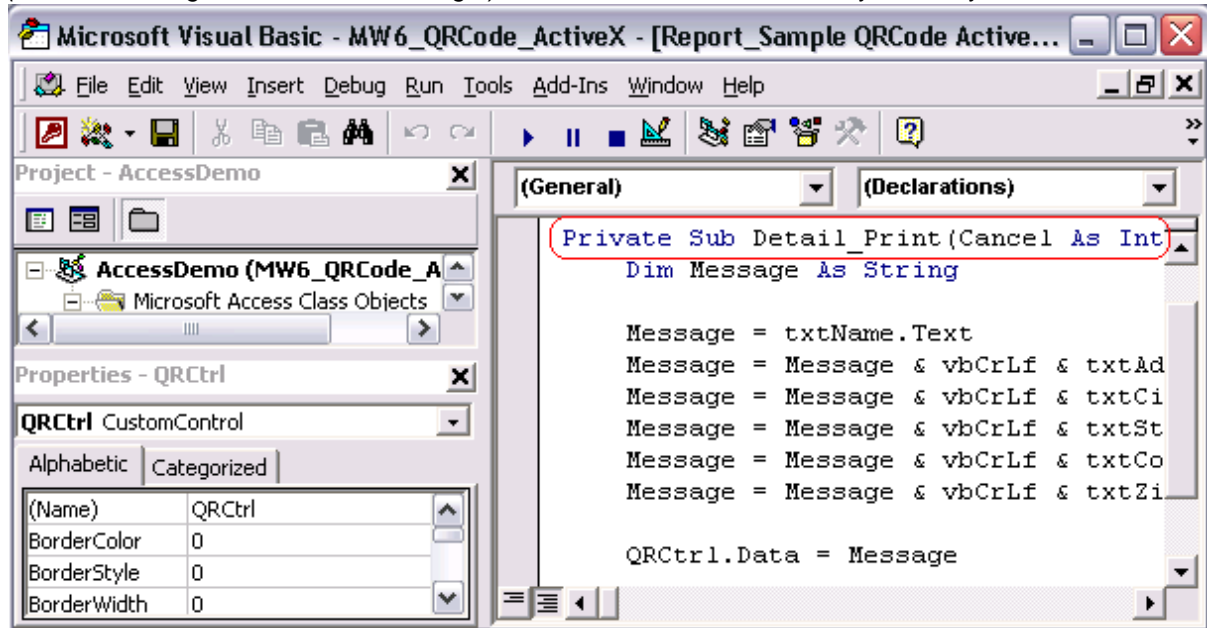 Microsoft Visual Basic - MW6_QRCode_ActiveX - [Report_Sample QRCode Active...
File Edit View Insert Debug Run Tools Add-Ins Window Help
Project - AccessDemo
AccessDemo (MW6_QRCode_A
Microsoft Access Class Objects
Properties - QRCtrl
QRCtrl CustomControl
Alphabetic Categorized
(Name) QRCtrl
BorderColor 0
BorderStyle 0
BorderWidth 0
(General) (Declarations)
Private Sub Detail_Print(Cancel As Int
Dim Message As String
Message = txtName.Text
Message = Message & vbCrLf & txtAd
Message = Message & vbCrLf & txtCi
Message = Message & vbCrLf & txtSt
Message = Message & vbCrLf & txtCo
Message = Message & vbCrLf & txtZi
QRCtrl.Data = Message